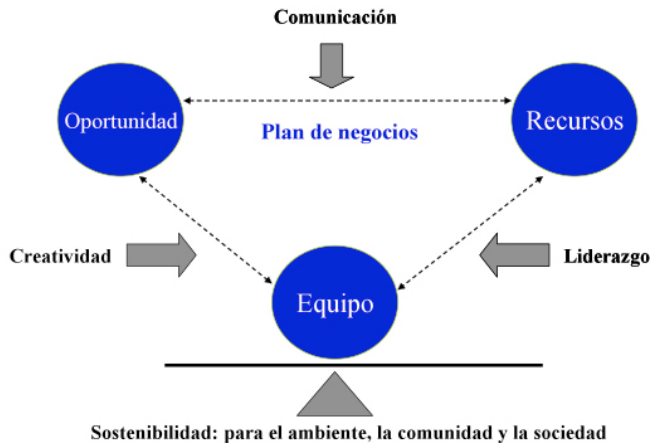 Comunicación
Oportunidad
Recursos
Plan de negocios
Creatividad
Liderazgo
Equipo
Sostenibilidad: para el ambiente, la comunidad y la sociedad